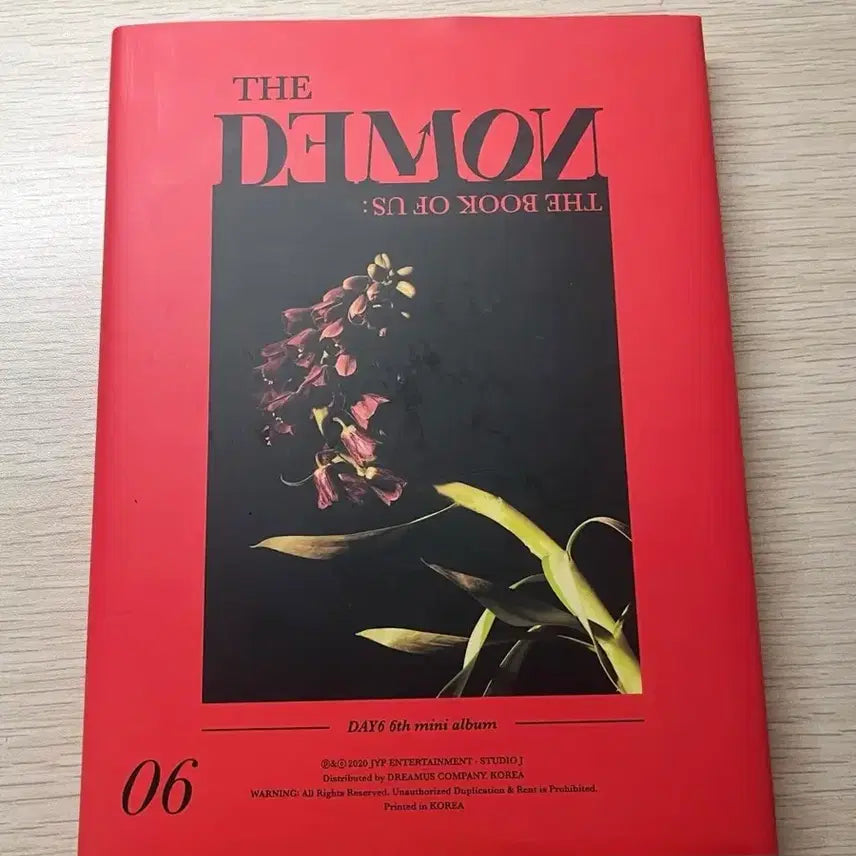 THE
DEMON
THE BOOK OF US:
DAY6 6th mini album
℗&ⓒ 2020 JYP ENTERTAINMENT · STUDIO J
Distributed by DREAMUS COMPANY. KOREA
WARNING: All Rights Reserved. Unauthorized Duplication & Rent is Prohibited.
Printed in KOREA
06